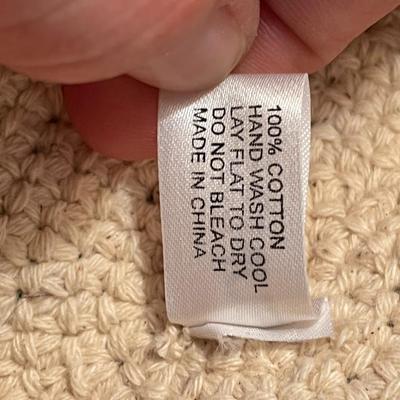 100% COTTON
HAND WASH COOL
LAY FLAT TO DRY
DO NOT BLEACH
MADE IN CHINA